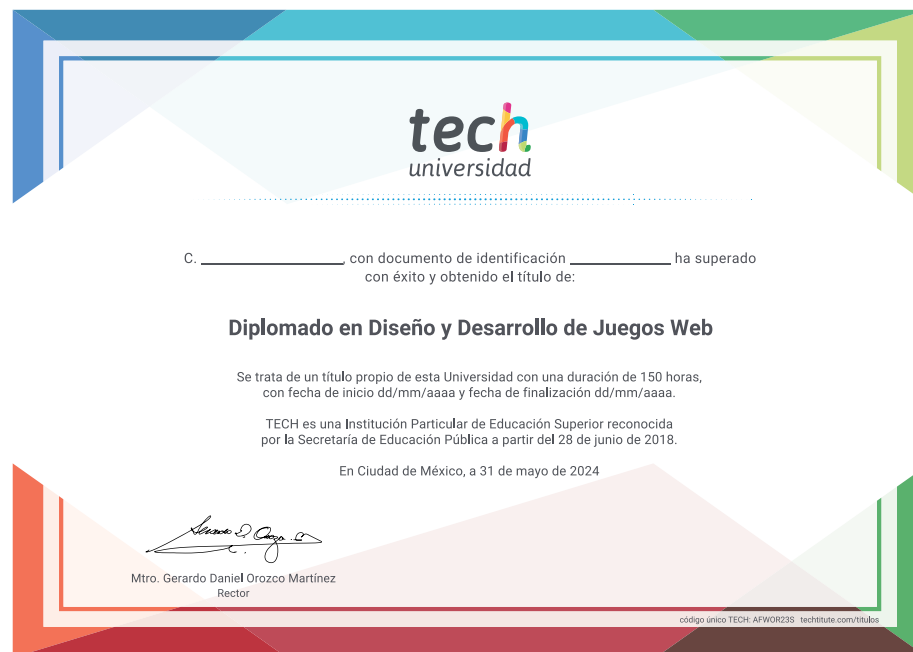 tech
universidad
C. ____________, con documento de identificación ____________ ha superado
con éxito y obtenido el título de:
Diplomado en Diseño y Desarrollo de Juegos Web
Se trata de un título propio de esta Universidad con una duración de 150 horas,
con fecha de inicio dd/mm/aaaa y fecha de finalización dd/mm/aaaa.
TECH es una Institución Particular de Educación Superior reconocida
por la Secretaría de Educación Pública a partir del 28 de junio de 2018.
En Ciudad de México, a 31 de mayo de 2024
Mtro. Gerardo Daniel Orozco Martínez
Rector
código único TECH: AFWOR23S techtitute.com/titulos